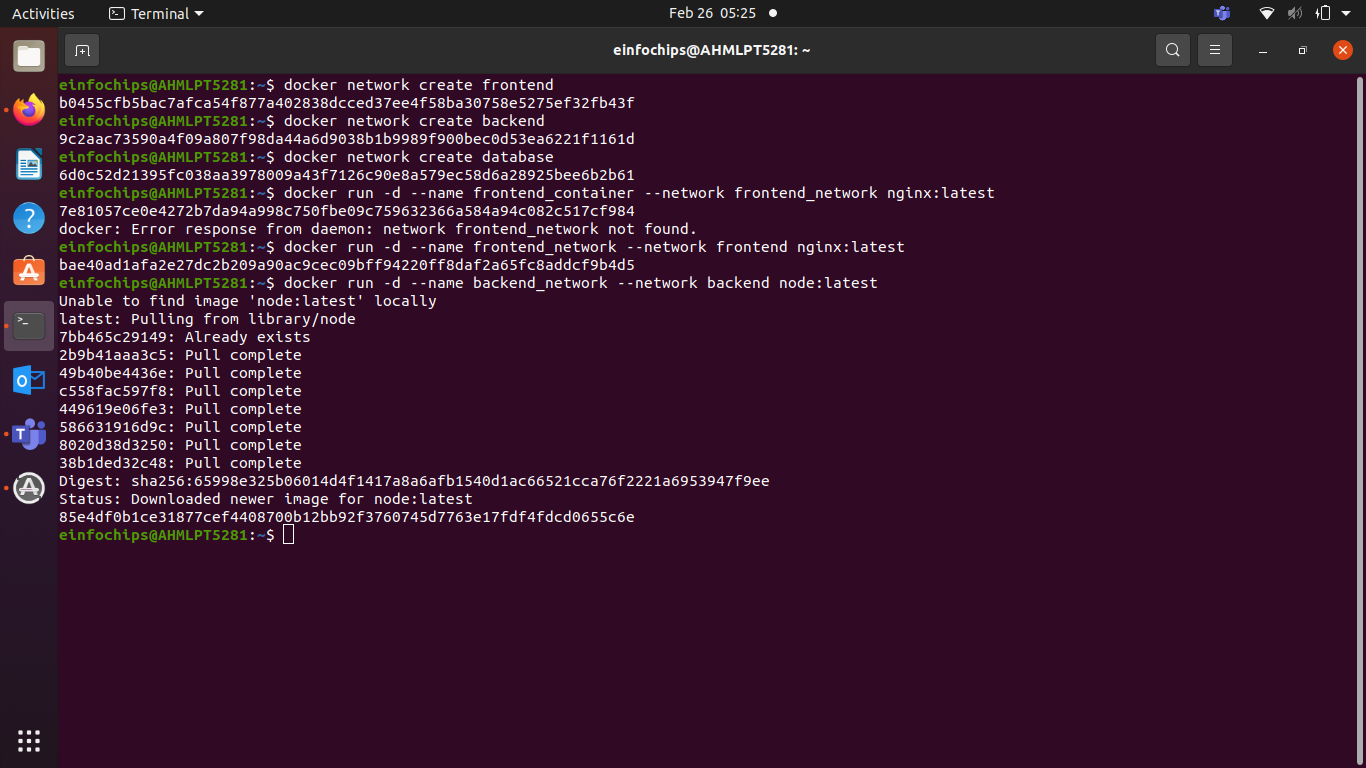 Activities
Terminal
Feb 26 05:25
einfochips@AHMLPT5281: ~
einfochips@AHMLPT5281:~$ docker network create frontend
b0455cfb5bac7afca54f877a402838dcced37ee4f58ba30758e5275ef32fb43f
einfochips@AHMLPT5281:~$ docker network create backend
9c2aac73590a4f09a807f98da44a6d9038b1b9989f900bec0d53ea6221f1161d
einfochips@AHMLPT5281:~$ docker network create database
6d0c52d21395fc038aa3978009a43f7126c90e8a579ec58d6a28925bee6b2b61
einfochips@AHMLPT5281:~$ docker run -d --name frontend_container --network frontend_network nginx:latest
7e81057ce0e4272b7da94a998c750fbe09c759632366a584a94c082c517cf984
docker: Error response from daemon: network frontend_network not found.
einfochips@AHMLPT5281:~$ docker run -d --name frontend_network --network frontend nginx:latest
bae40ad1afa2e27dc2b209a90ac9cec09bff94220ff8daf2a65fc8addcf9b4d5
einfochips@AHMLPT5281:~$ docker run -d --name backend_network --network backend node:latest
Unable to find image 'node:latest' locally
latest: Pulling from library/node
7bb465c29149: Already exists
2b9b41aaa3c5: Pull complete
49b40be4436e: Pull complete
c558fac597f8: Pull complete
449619e06fe3: Pull complete
586631916d9c: Pull complete
8020d38d3250: Pull complete
38b1ded32c48: Pull complete
Digest: sha256:65998e325b06014d4f1417a8a6afb1540d1ac66521cca76f2221a6953947f9ee
Status: Downloaded newer image for node:latest
85e4df0b1ce31877cef4408700b12bb92f3760745d7763e17fdf4fdcd0655c6e
einfochips@AHMLPT5281:~$